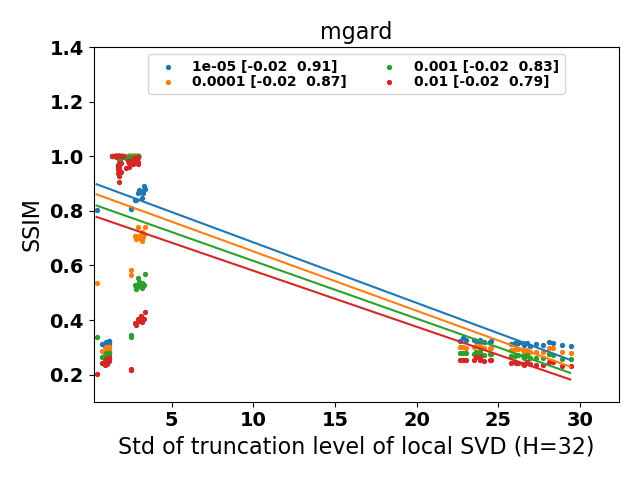 mgard
1e-05 [-0.02  0.91]
0.0001 [-0.02  0.87]
0.001 [-0.02  0.83]
0.01 [-0.02  0.79]
1.4
1.2
1.0
0.8
0.6
0.4
0.2
SSIM
5 10 15 20 25 30
Std of truncation level of local SVD (H=32)